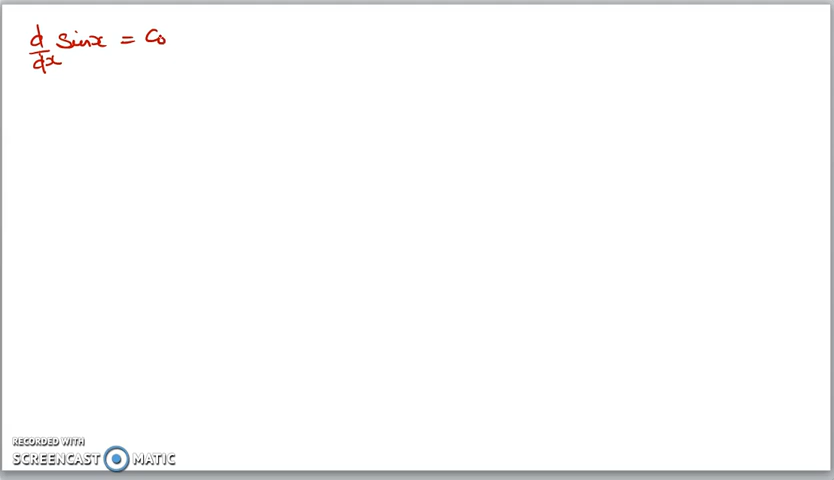 d/dx sinx = co
RECORDED WITH
SCREENCAST MATIC